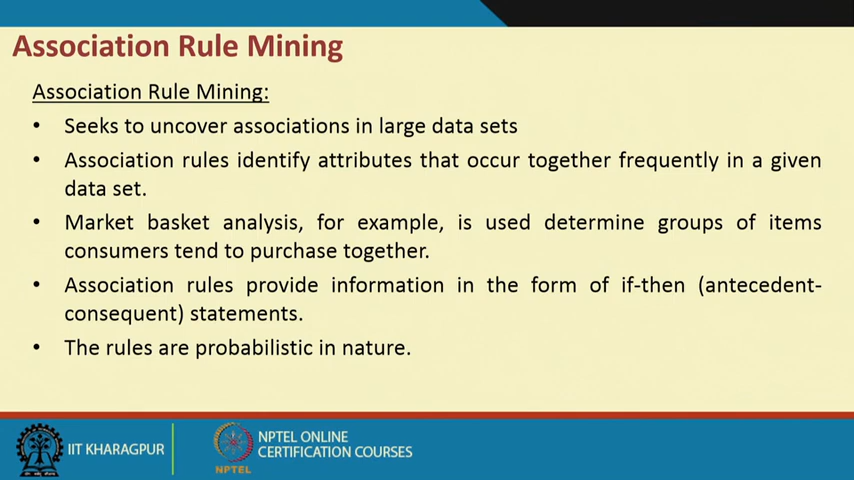 Association Rule Mining
Association Rule Mining:
• Seeks to uncover associations in large data sets
• Association rules identify attributes that occur together frequently in a given
data set.
• Market basket analysis, for example, is used determine groups of items
consumers tend to purchase together.
• Association rules provide information in the form of if-then (antecedent-
consequent) statements.
• The rules are probabilistic in nature.
IIT KHARAGPUR
NPTEL
NPTEL ONLINE
CERTIFICATION COURSES